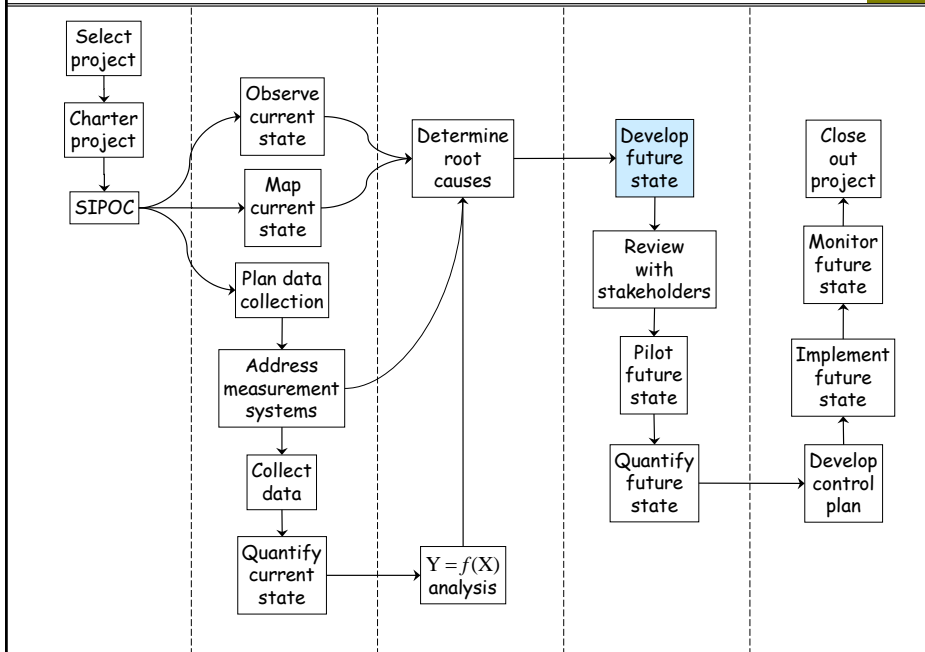 Select
project
Charter
project
SIPOC
Observe
current
state
Map
current
state
Plan data
collection
Address
measurement
systems
Collect
data
Quantify
current
state
Determine
root
causes
Y = f(X)
analysis
Develop
future
state
Review
with
stakeholders
Pilot
future
state
Quantify
future
state
Close
out
project
Monitor
future
state
Implement
future
state
Develop
control
plan